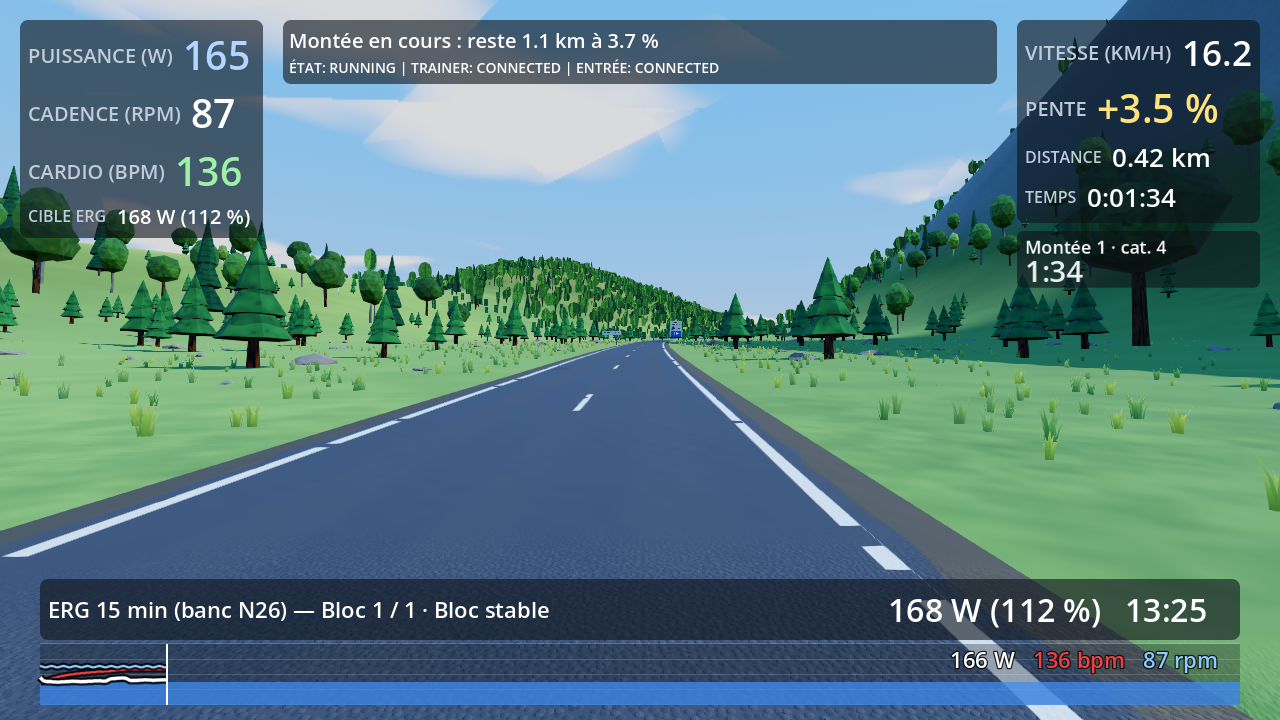 PUISSANCE (W) 165
CADENCE (RPM) 87
CARDIO (BPM) 136
CIBLE ERG 168 W (112 %)
Montée en cours : reste 1.1 km à 3.7 %
ÉTAT: RUNNING | TRAINER: CONNECTED | ENTRÉE: CONNECTED
VITESSE (KM/H) 16.2
PENTE +3.5 %
DISTANCE 0.42 km
TEMPS 0:01:34
Montée 1 · cat. 4
1:34
ERG 15 min (banc N26) — Bloc 1 / 1 · Bloc stable 168 W (112 %) 13:25
166 W 136 bpm 87 rpm